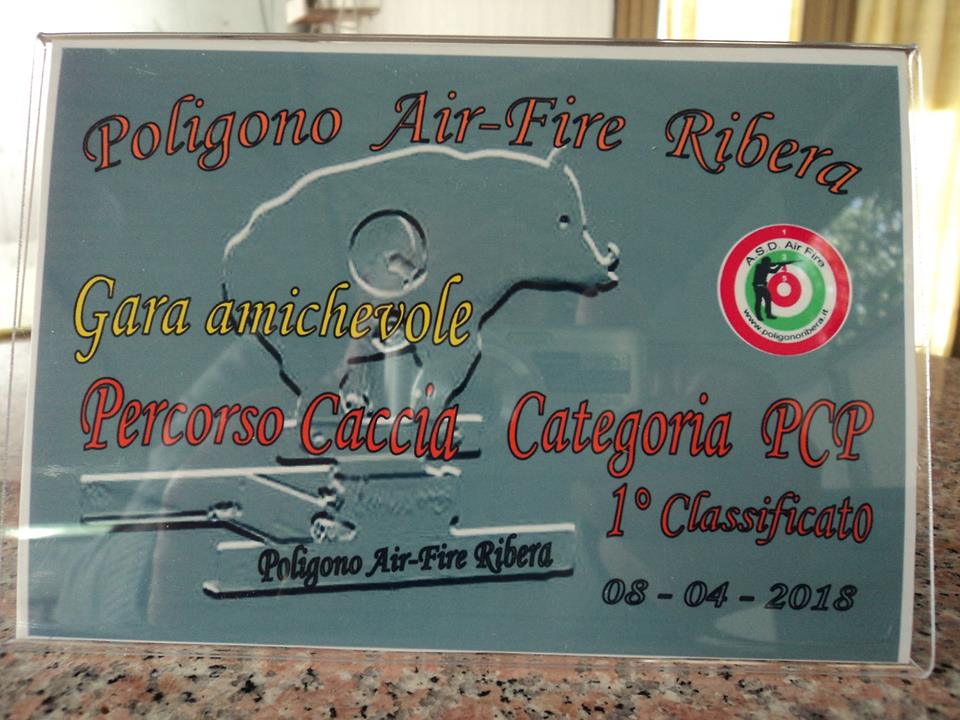 Poligono Air-Fire Ribera
A.S.D. Air Fire
www.poligonoribera.it
Gara amichevole
Percorso Caccia Categoria PCP
1° Classificato
Poligono Air-Fire Ribera
08 - 04 - 2018